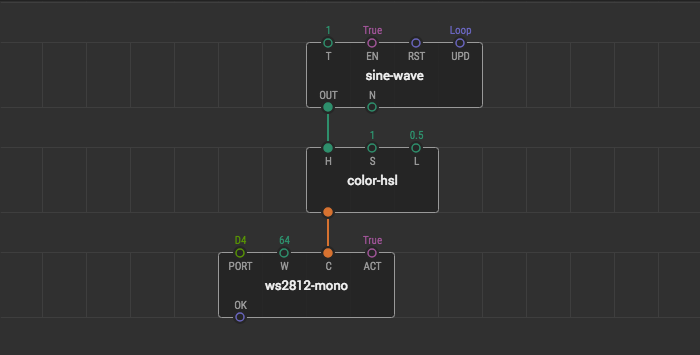 1 True Loop
T EN RST UPD
sine-wave
OUT N
1 0.5
H S L
color-hsl
D4 64 True
PORT W C ACT
ws2812-mono
OK